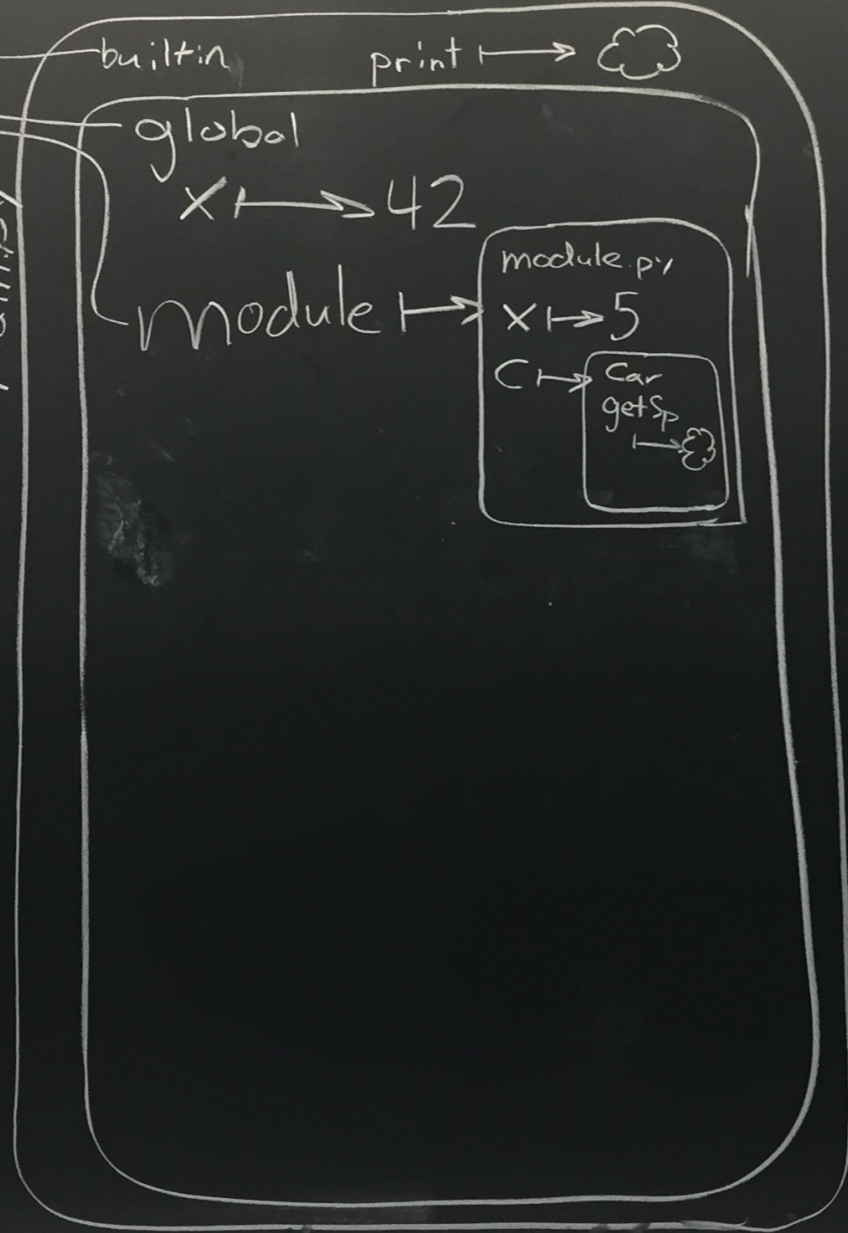 builtin print
global
x 42
module
module.py
x 5
C Car
getSp